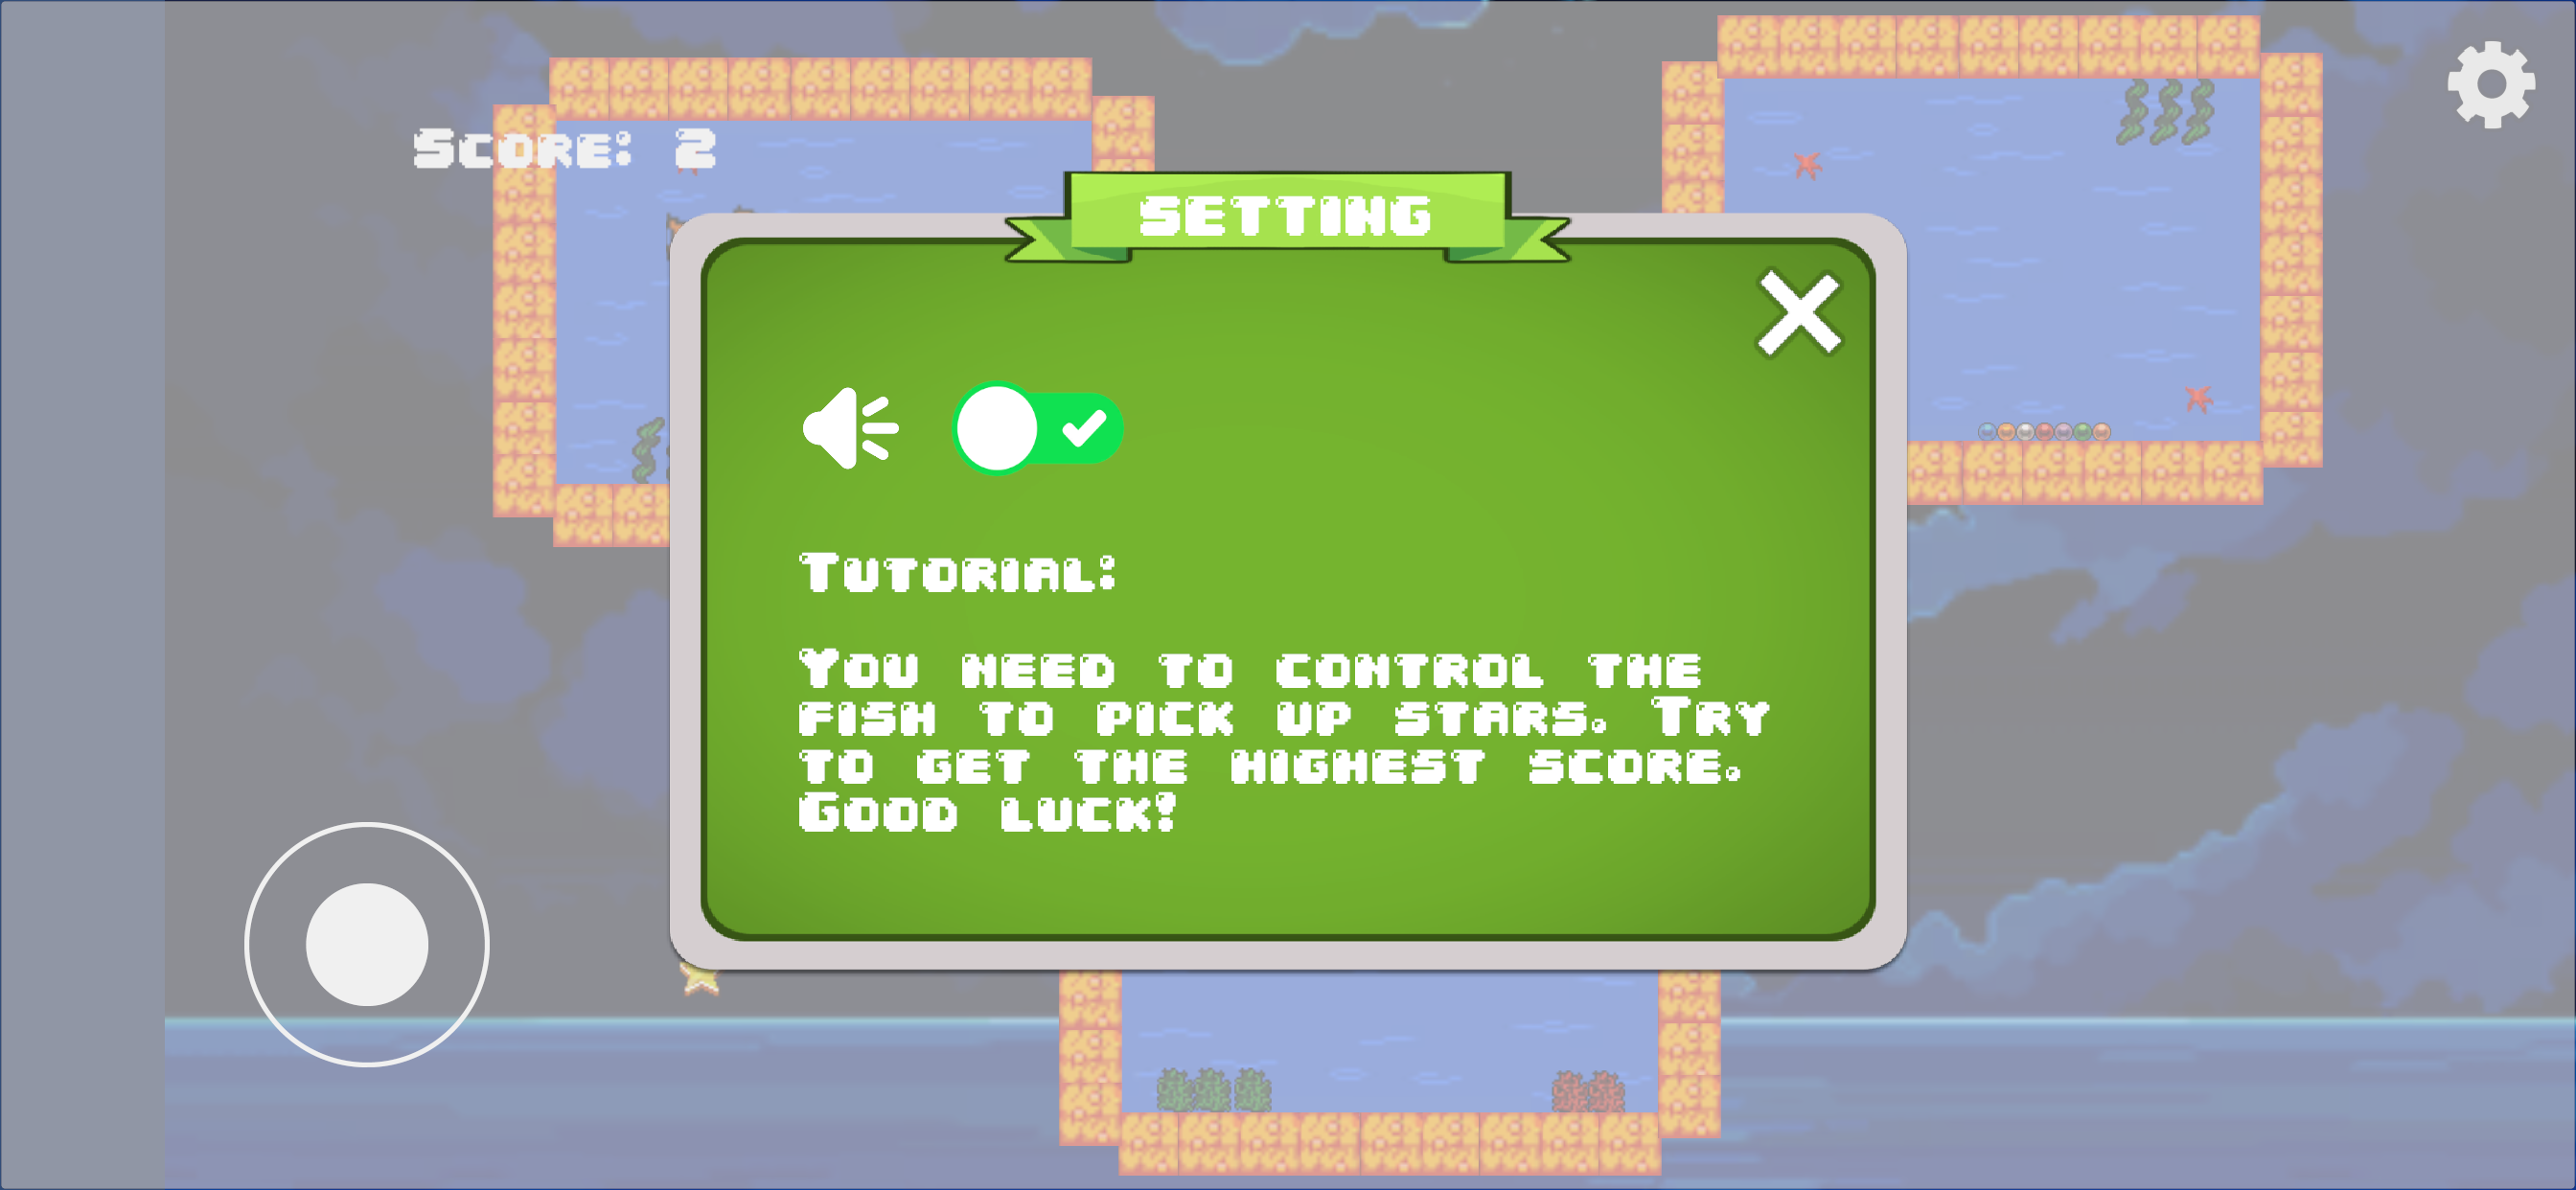 Score: 2
SETTING
Tutorial:
You need to control the
fish to pick up stars. Try
to get the highest score.
Good luck!